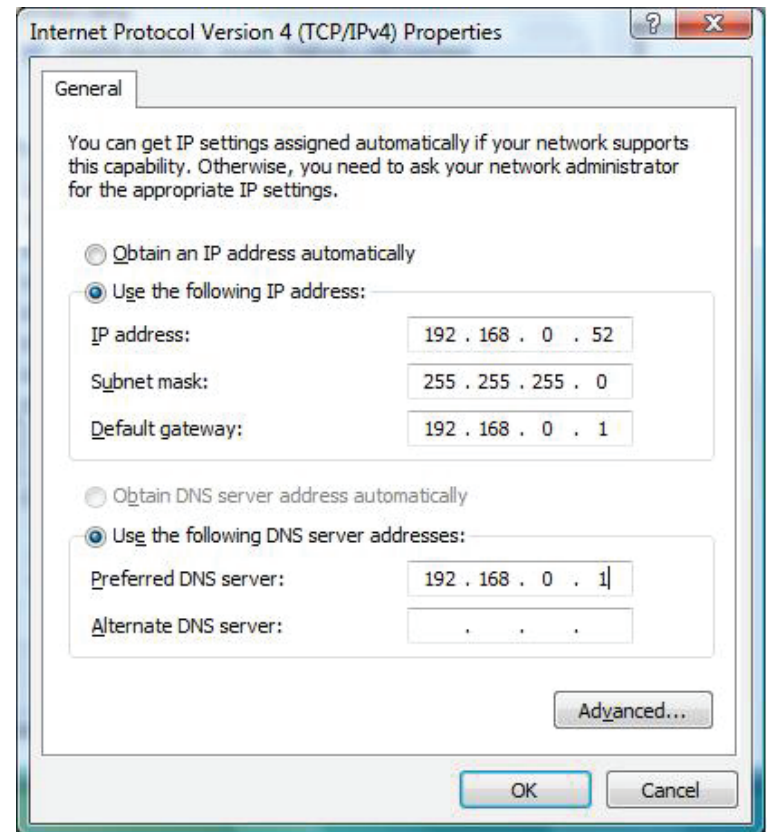 Internet Protocol Version 4 (TCP/IPv4) Properties
General
You can get IP settings assigned automatically if your network supports
this capability. Otherwise, you need to ask your network administrator
for the appropriate IP settings.
Obtain an IP address automatically
Use the following IP address:
IP address: 192 . 168 . 0 . 52
Subnet mask: 255 . 255 . 255 . 0
Default gateway: 192 . 168 . 0 . 1
Obtain DNS server address automatically
Use the following DNS server addresses:
Preferred DNS server: 192 . 168 . 0 . 1
Alternate DNS server: . . .
Advanced...
OK Cancel